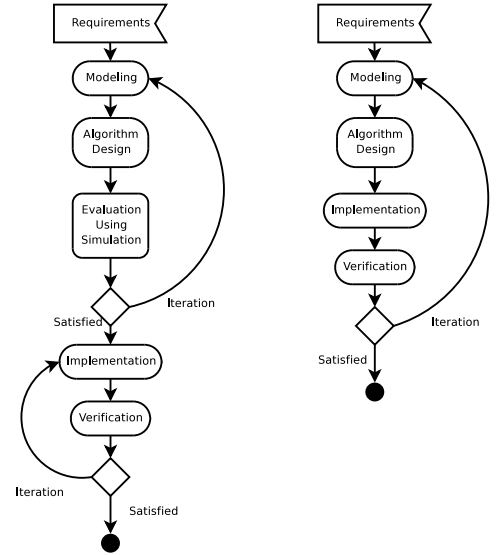 Requirements
Modeling
Algorithm
Design
Evaluation
Using
Simulation
Iteration
Satisfied
Implementation
Verification
Iteration
Satisfied
Requirements
Modeling
Algorithm
Design
Implementation
Verification
Iteration
Satisfied